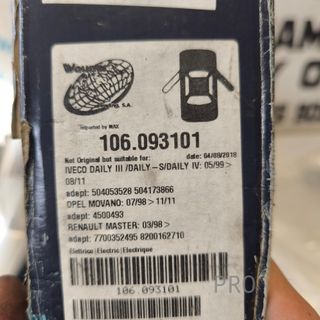 Imported by WAX
106.093101
Not Original but suitable for: date: 04/09/2018
IVECO DAILY III /DAILY-S/DAILY IV: 05/99 >
08/11
adapt: 504053528 504173866
OPEL MOVANO: 07/98 > 11/11
adapt: 4500493
RENAULT MASTER: 03/98 >
adapt: 7700352495 8200162710
Elettrico|Electric|Electrique
106.093101
PRO